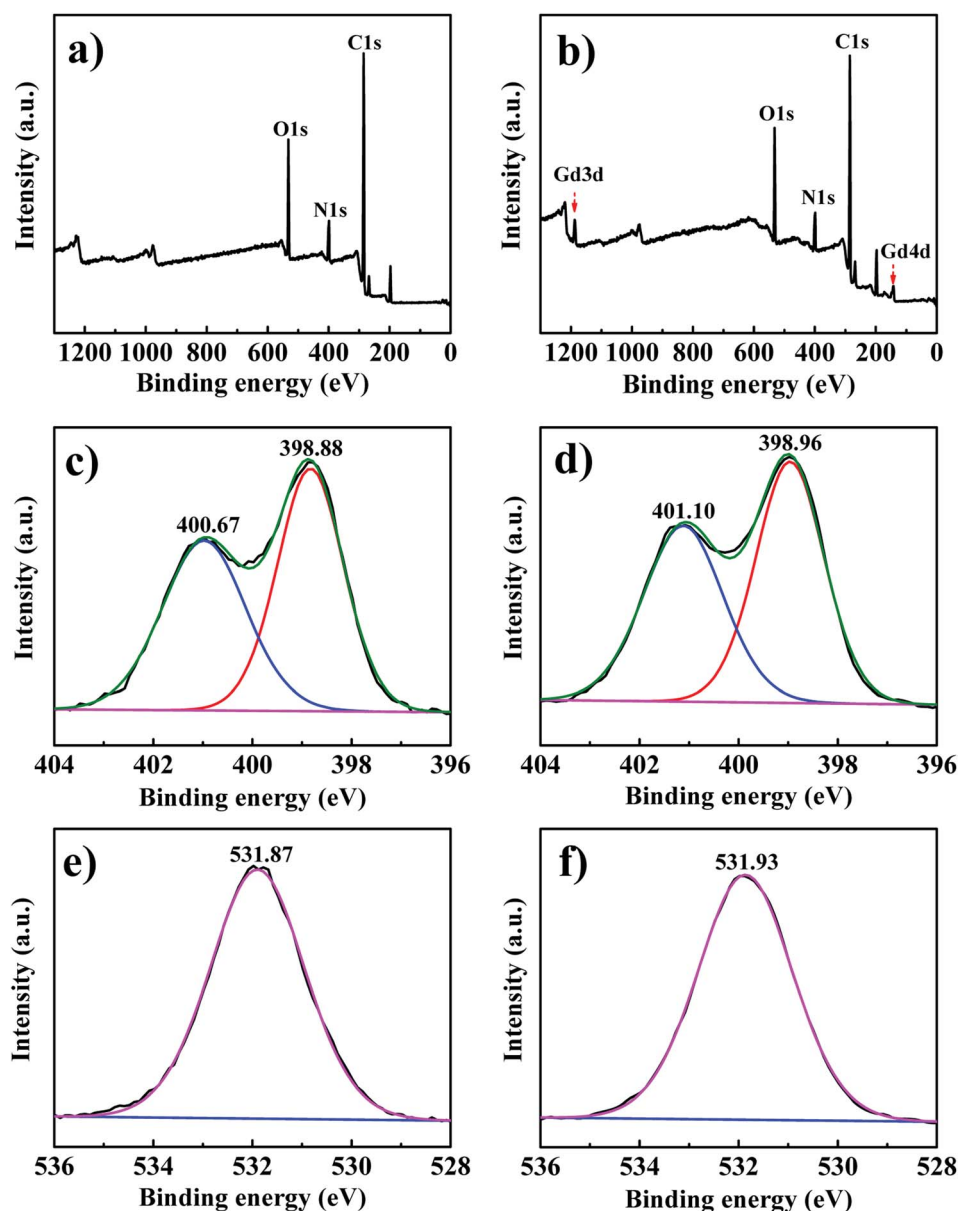 a)
C1s
O1s
N1s
Intensity (a.u.)
1200 1000 800 600 400 200 0
Binding energy (eV)
b)
C1s
O1s
Gd3d
N1s
Gd4d
Intensity (a.u.)
1200 1000 800 600 400 200 0
Binding energy (eV)
c)
398.88
400.67
Intensity (a.u.)
404 402 400 398 396
Binding energy (eV)
d)
398.96
401.10
Intensity (a.u.)
404 402 400 398 396
Binding energy (eV)
e)
531.87
Intensity (a.u.)
536 534 532 530 528
Binding energy (eV)
f)
531.93
Intensity (a.u.)
536 534 532 530 528
Binding energy (eV)